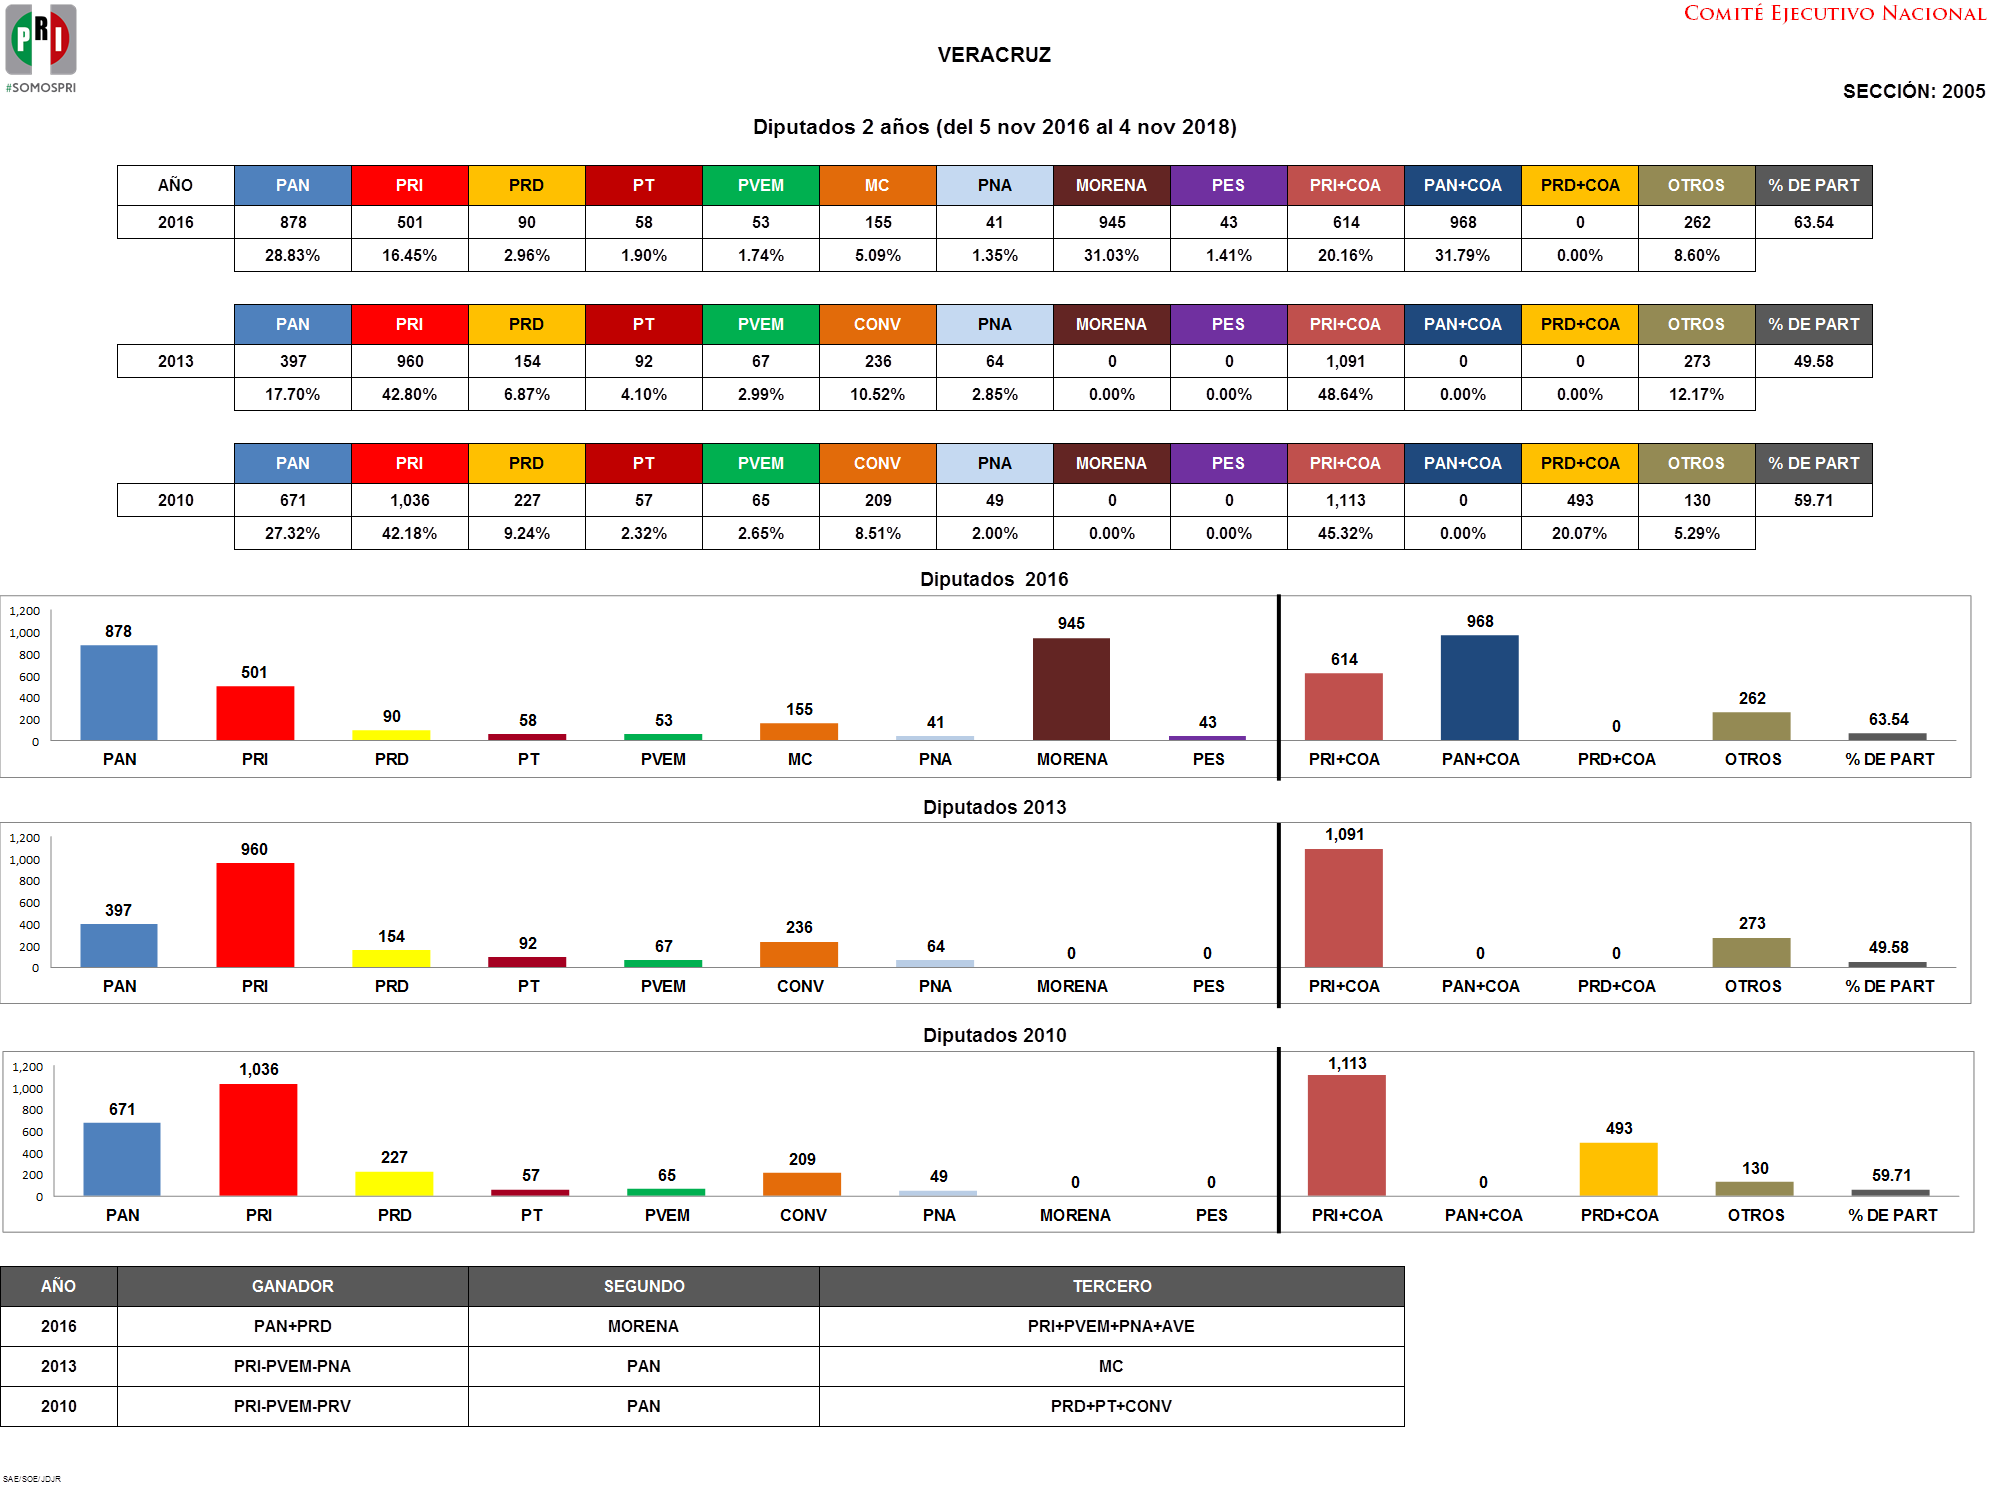 PRI
#SOMOSPRI
COMITÉ EJECUTIVO NACIONAL
VERACRUZ
SECCIÓN: 2005
Diputados 2 años (del 5 nov 2016 al 4 nov 2018)
AÑO PAN PRI PRD PT PVEM MC PNA MORENA PES PRI+COA PAN+COA PRD+COA OTROS % DE PART
2016 878 501 90 58 53 155 41 945 43 614 968 0 262 63.54
28.83% 16.45% 2.96% 1.90% 1.74% 5.09% 1.35% 31.03% 1.41% 20.16% 31.79% 0.00% 8.60%
PAN PRI PRD PT PVEM CONV PNA MORENA PES PRI+COA PAN+COA PRD+COA OTROS % DE PART
2013 397 960 154 92 67 236 64 0 0 1,091 0 0 273 49.58
17.70% 42.80% 6.87% 4.10% 2.99% 10.52% 2.85% 0.00% 0.00% 48.64% 0.00% 0.00% 12.17%
PAN PRI PRD PT PVEM CONV PNA MORENA PES PRI+COA PAN+COA PRD+COA OTROS % DE PART
2010 671 1,036 227 57 65 209 49 0 0 1,113 0 493 130 59.71
27.32% 42.18% 9.24% 2.32% 2.65% 8.51% 2.00% 0.00% 0.00% 45.32% 0.00% 20.07% 5.29%
Diputados 2016
1,200
1,000
800
600
400
200
0
878 501 90 58 53 155 41 945 43 614 968 0 262 63.54
PAN PRI PRD PT PVEM MC PNA MORENA PES PRI+COA PAN+COA PRD+COA OTROS % DE PART
Diputados 2013
1,200
1,000
800
600
400
200
0
397 960 154 92 67 236 64 0 0 1,091 0 0 273 49.58
PAN PRI PRD PT PVEM CONV PNA MORENA PES PRI+COA PAN+COA PRD+COA OTROS % DE PART
Diputados 2010
1,200
1,000
800
600
400
200
0
671 1,036 227 57 65 209 49 0 0 1,113 0 493 130 59.71
PAN PRI PRD PT PVEM CONV PNA MORENA PES PRI+COA PAN+COA PRD+COA OTROS % DE PART
AÑO GANADOR SEGUNDO TERCERO
2016 PAN+PRD MORENA PRI+PVEM+PNA+AVE
2013 PRI-PVEM-PNA PAN MC
2010 PRI-PVEM-PRV PAN PRD+PT+CONV
SAE/SOE/JDJR